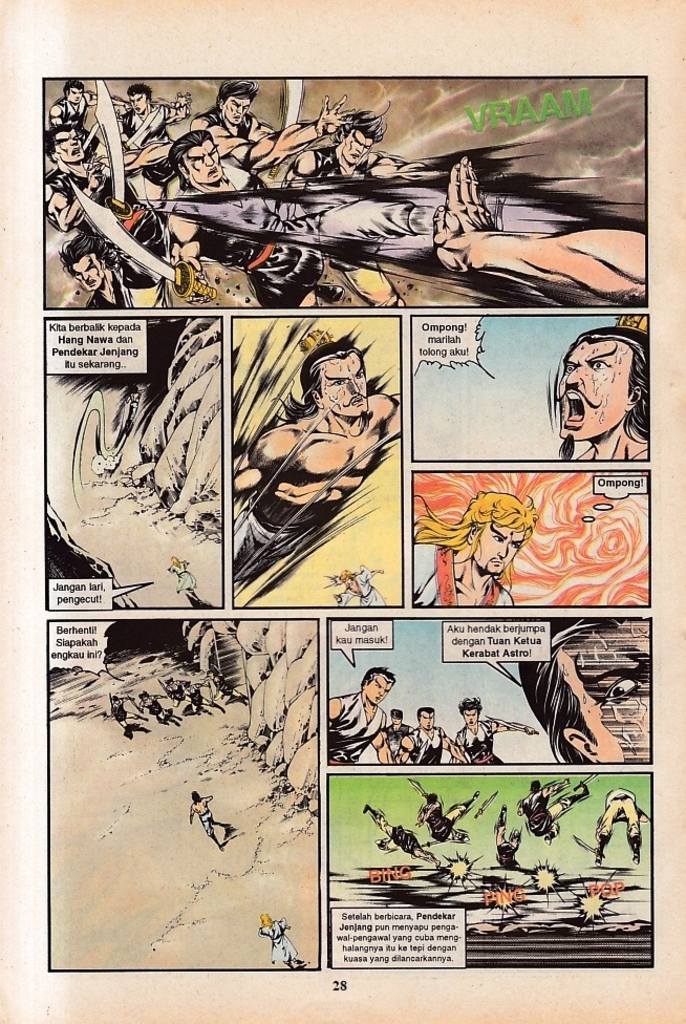 VRAAM
Kita berbalik kepada
Hang Nawa dan
Pendekar Jenjang
itu sekarang..
Jangan lari,
pengecut!
Ompong!
marilah
tolong aku!
Ompong!
Berhenti!
Siapakah
engkau ini?
Jangan
kau masuk!
Aku hendak berjumpa
dengan Tuan Ketua
Kerabat Astro!
BING
PING
POP
Setelah berbicara, Pendekar
Jenjang pun menyapu penga-
wal-pengawal yang cuba meng-
halangnya itu ke tepi dengan
kuasa yang dilancarkannya.
28